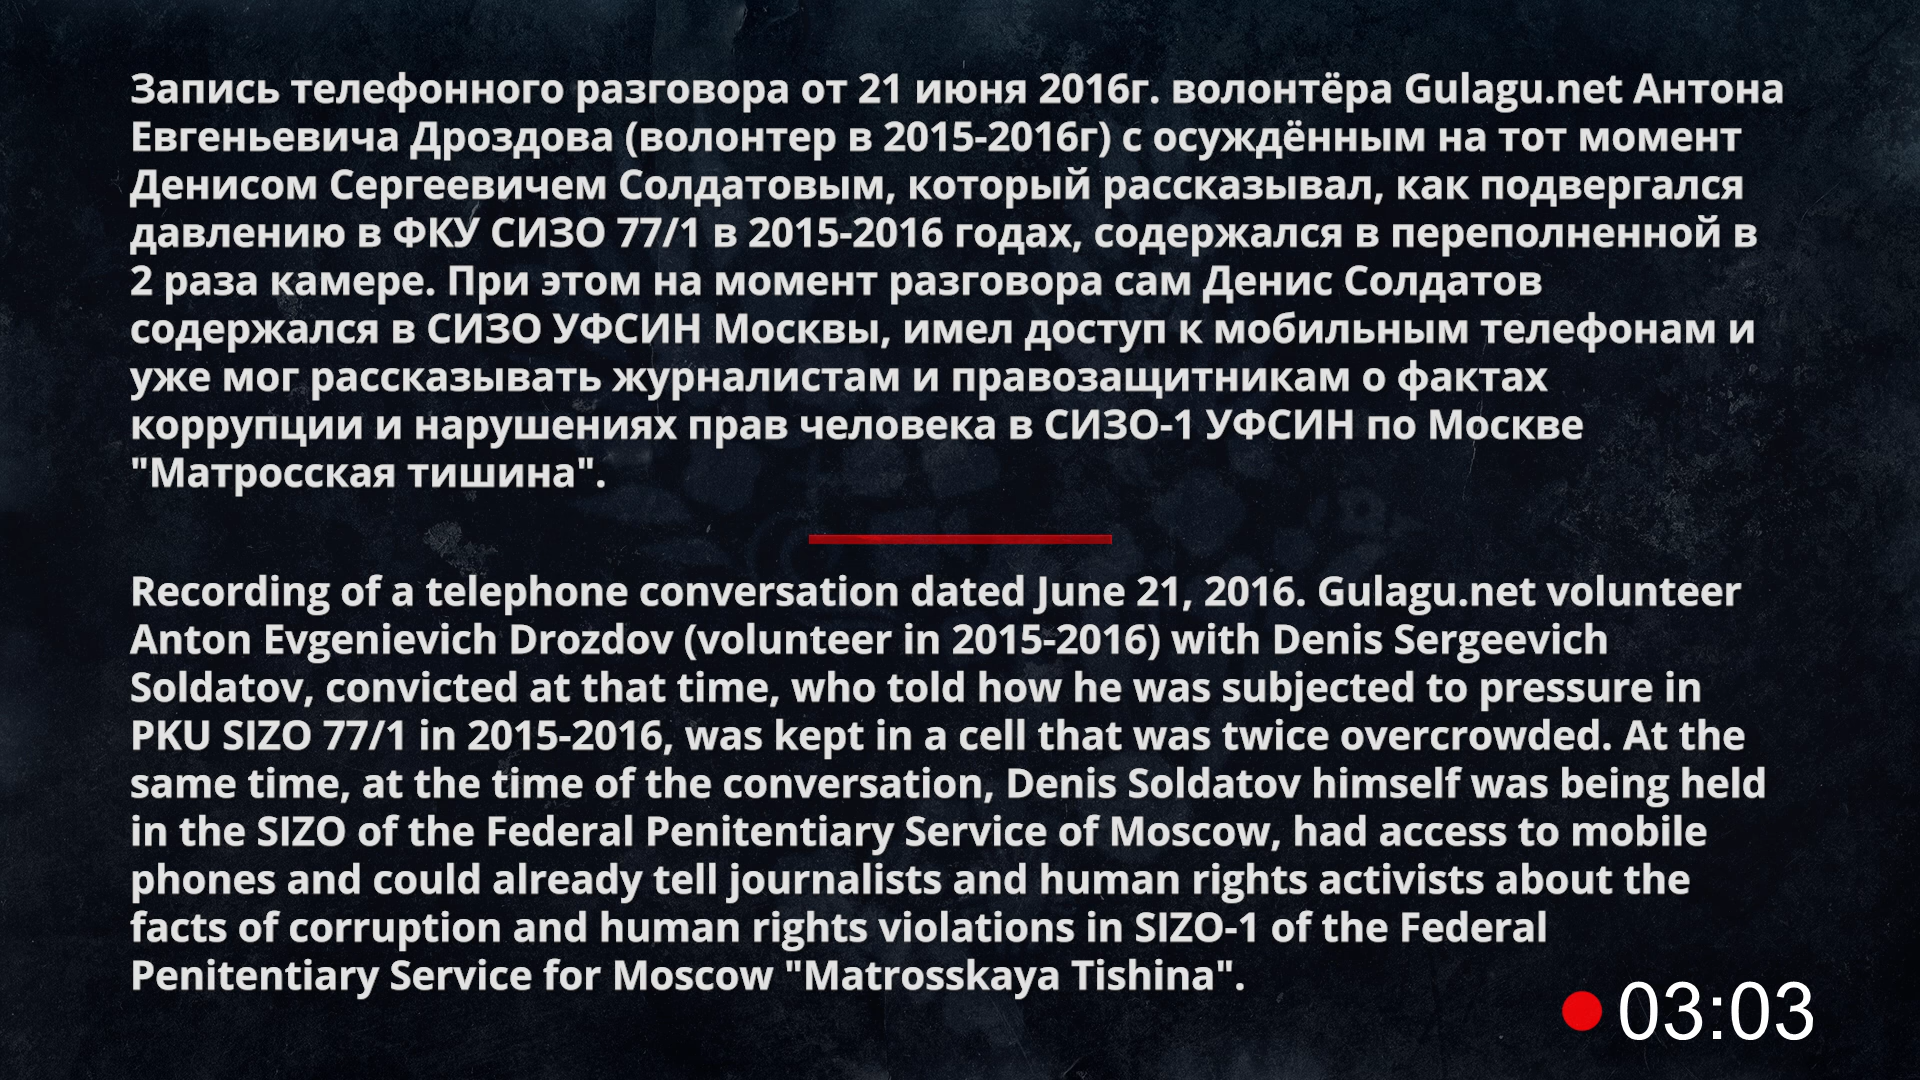 Запись телефонного разговора от 21 июня 2016г. волонтёра Gulagu.net Антона
Евгеньевича Дроздова (волонтер в 2015-2016г) с осуждённым на тот момент
Денисом Сергеевичем Солдатовым, который рассказывал, как подвергался
давлению в ФКУ СИЗО 77/1 в 2015-2016 годах, содержался в переполненной в
2 раза камере. При этом на момент разговора сам Денис Солдатов
содержался в СИЗО УФСИН Москвы, имел доступ к мобильным телефонам и
уже мог рассказывать журналистам и правозащитникам о фактах
коррупции и нарушениях прав человека в СИЗО-1 УФСИН по Москве
"Матросская тишина".
Recording of a telephone conversation dated June 21, 2016. Gulagu.net volunteer
Anton Evgenievich Drozdov (volunteer in 2015-2016) with Denis Sergeevich
Soldatov, convicted at that time, who told how he was subjected to pressure in
PKU SIZO 77/1 in 2015-2016, was kept in a cell that was twice overcrowded. At the
same time, at the time of the conversation, Denis Soldatov himself was being held
in the SIZO of the Federal Penitentiary Service of Moscow, had access to mobile
phones and could already tell journalists and human rights activists about the
facts of corruption and human rights violations in SIZO-1 of the Federal
Penitentiary Service for Moscow "Matrosskaya Tishina".
03:03